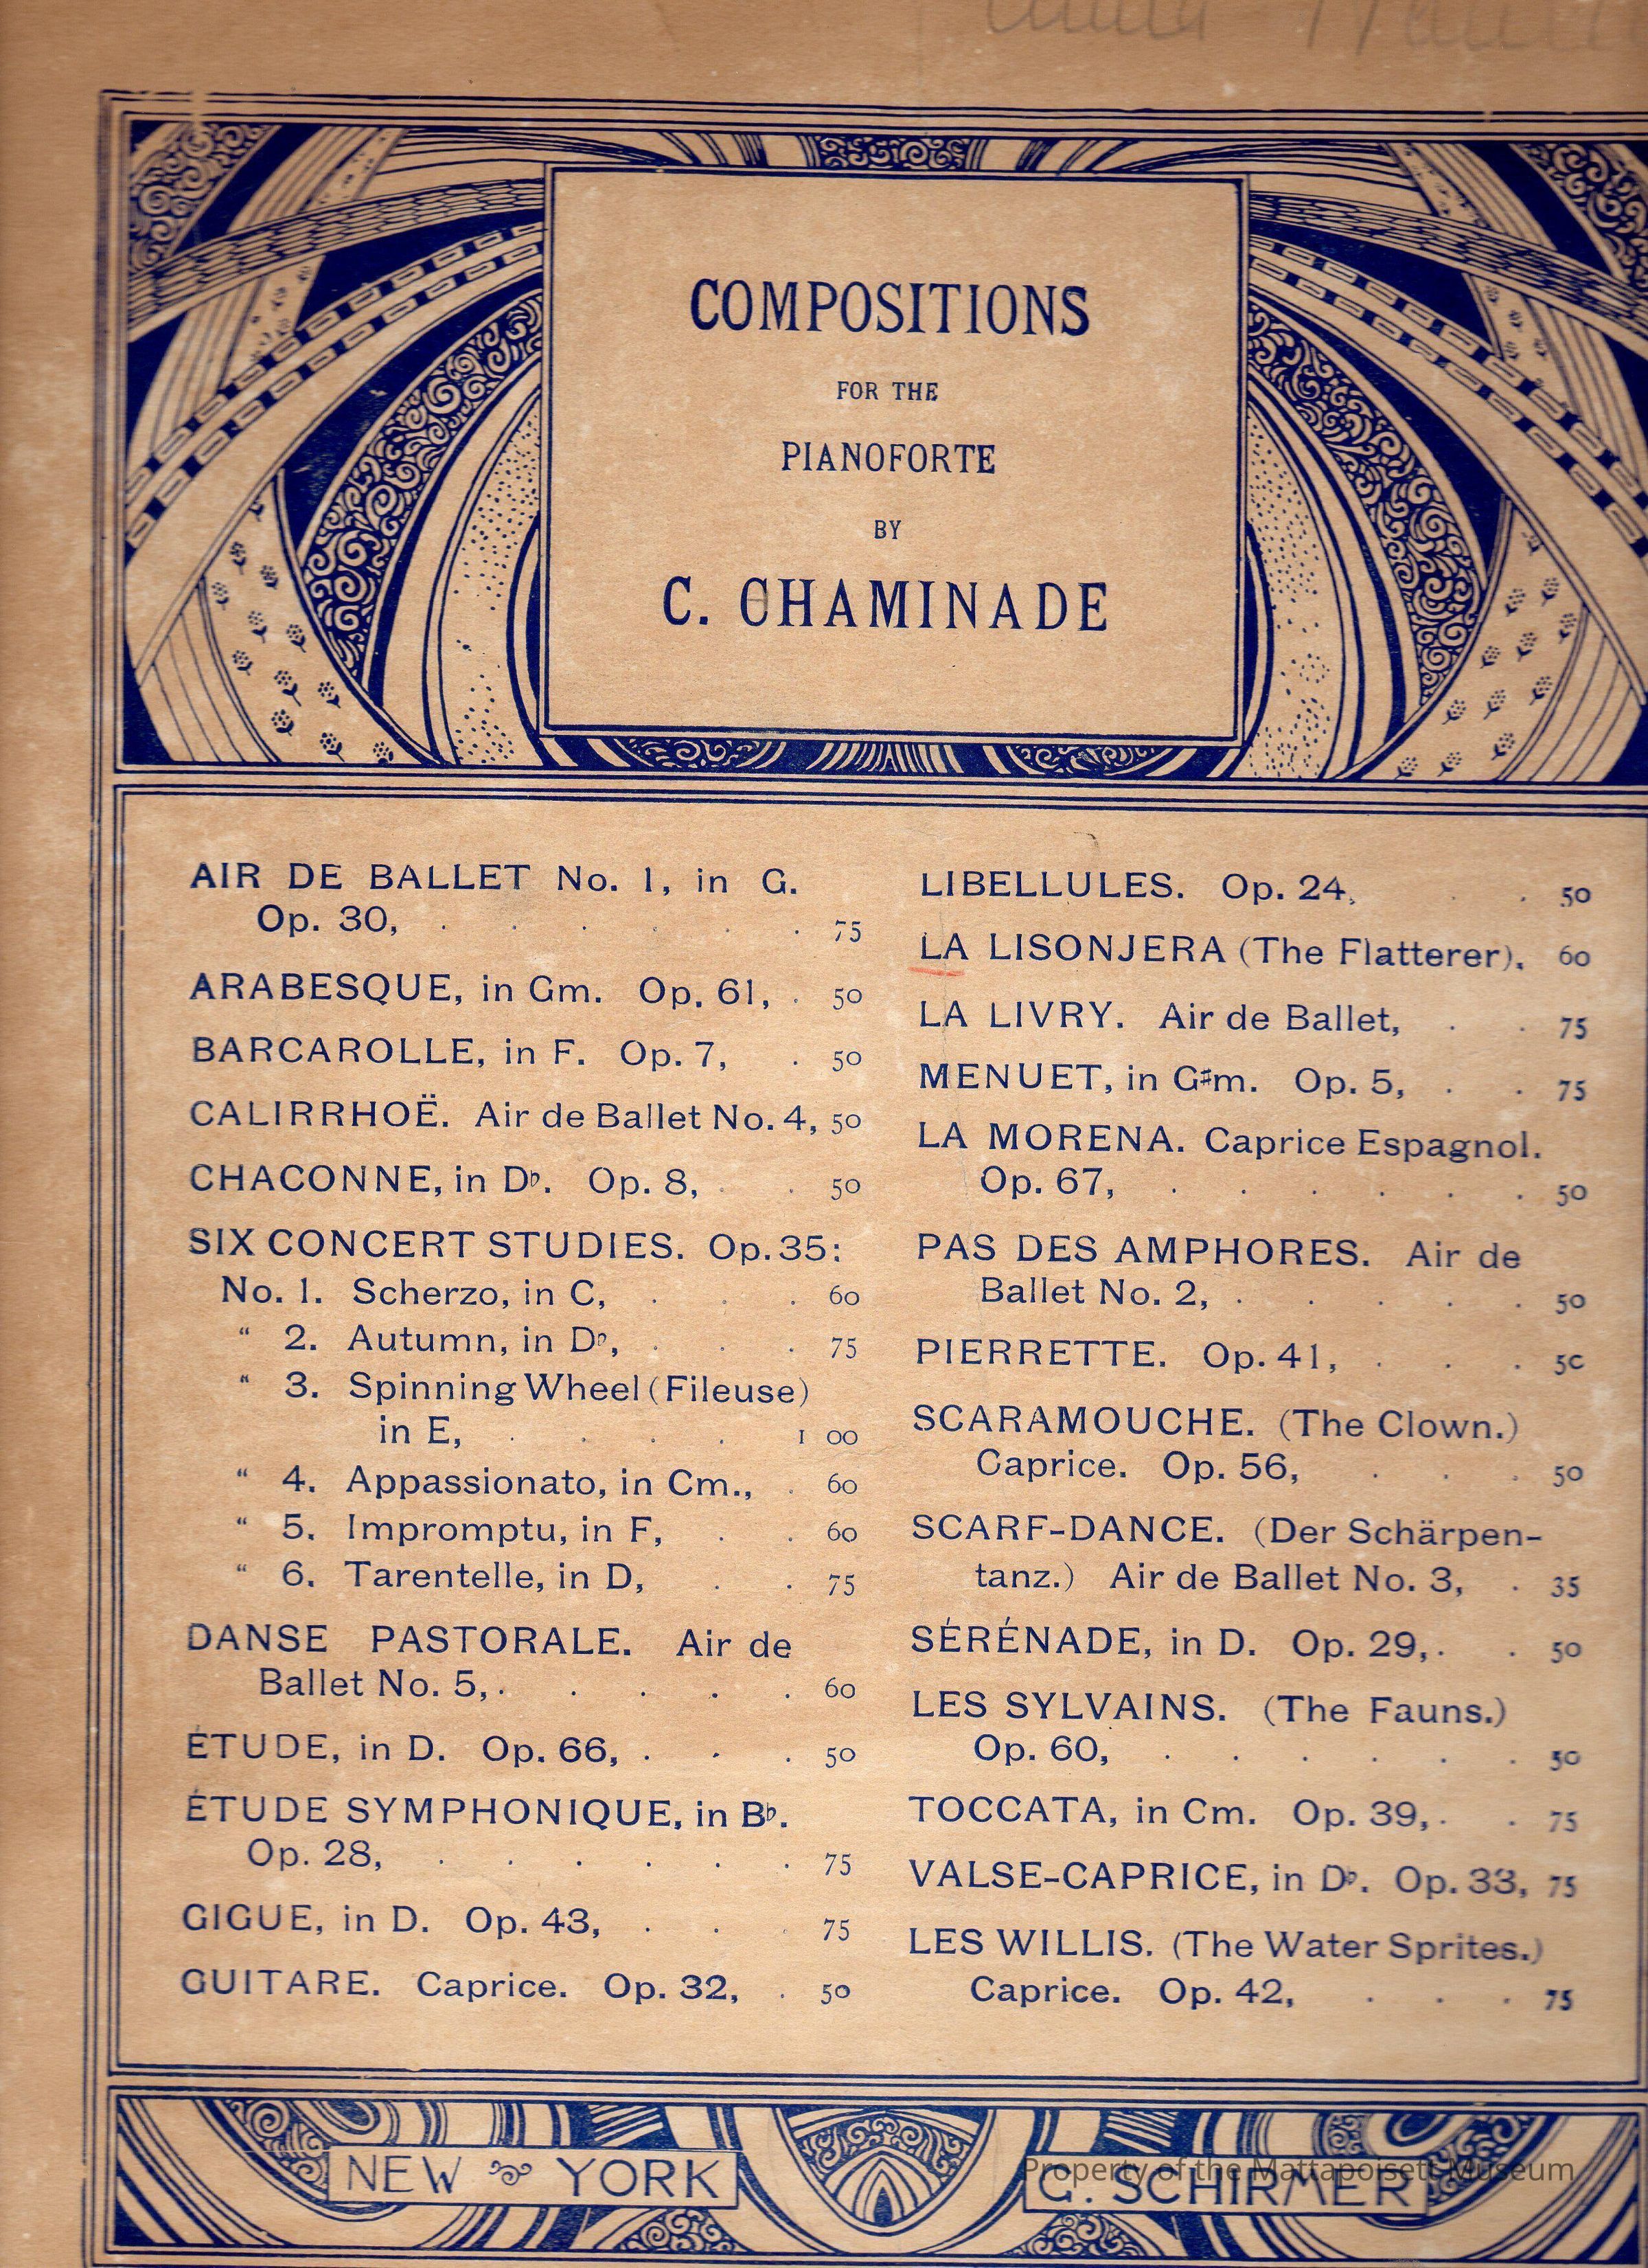 COMPOSITIONS
FOR THE
PIANOFORTE
BY
C. CHAMINADE
AIR DE BALLET No. 1, in G.
Op. 30, . . . . . . 75
ARABESQUE, in Gm. Op. 61, . 50
BARCAROLLE, in F. Op. 7, . 50
CALIRRHOË. Air de Ballet No. 4, 50
CHACONNE, in D♭. Op. 8, . . 50
SIX CONCERT STUDIES. Op. 35:
No. 1. Scherzo, in C, . . . 60
" 2. Autumn, in D♭, . . . 75
" 3. Spinning Wheel (Fileuse)
in E, . . . . 1 00
" 4. Appassionato, in Cm., . 60
" 5. Impromptu, in F, . . 60
" 6. Tarentelle, in D, . . 75
DANSE PASTORALE. Air de
Ballet No. 5, . . . . . 60
ÉTUDE, in D. Op. 66, . . . 50
ÉTUDE SYMPHONIQUE, in B♭.
Op. 28, . . . . . . 75
GIGUE, in D. Op. 43, . . . 75
GUITARE. Caprice. Op. 32, . 50
LIBELLULES. Op. 24, . . 50
LA LISONJERA (The Flatterer), 60
LA LIVRY. Air de Ballet, . . 75
MENUET, in G♯m. Op. 5, . . 75
LA MORENA. Caprice Espagnol.
Op. 67, . . . . . . 50
PAS DES AMPHORES. Air de
Ballet No. 2, . . . . . 50
PIERRETTE. Op. 41, . . . 50
SCARAMOUCHE. (The Clown.)
Caprice. Op. 56, . . . 50
SCARF-DANCE. (Der Schärpen-
tanz.) Air de Ballet No. 3, . 35
SÉRÉNADE, in D. Op. 29, . . 50
LES SYLVAINS. (The Fauns.)
Op. 60, . . . . . . 50
TOCCATA, in Cm. Op. 39, . . 75
VALSE-CAPRICE, in D♭. Op. 33, 75
LES WILLIS. (The Water Sprites.)
Caprice. Op. 42, . . . 75
NEW YORK
G. SCHIRMER
Property of the Mattapoisett Museum